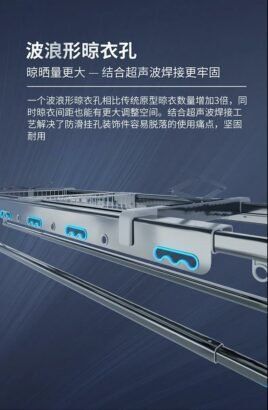 波浪形晾衣孔
晾晒量更大 — 结合超声波焊接更牢固
一个波浪形晾衣孔相比传统原型晾衣数量增加3倍，同
时晾衣间距也能有更大调整空间。结合超声波焊接工
艺解决了防滑挂孔装饰件容易脱落的使用痛点，坚固
耐用